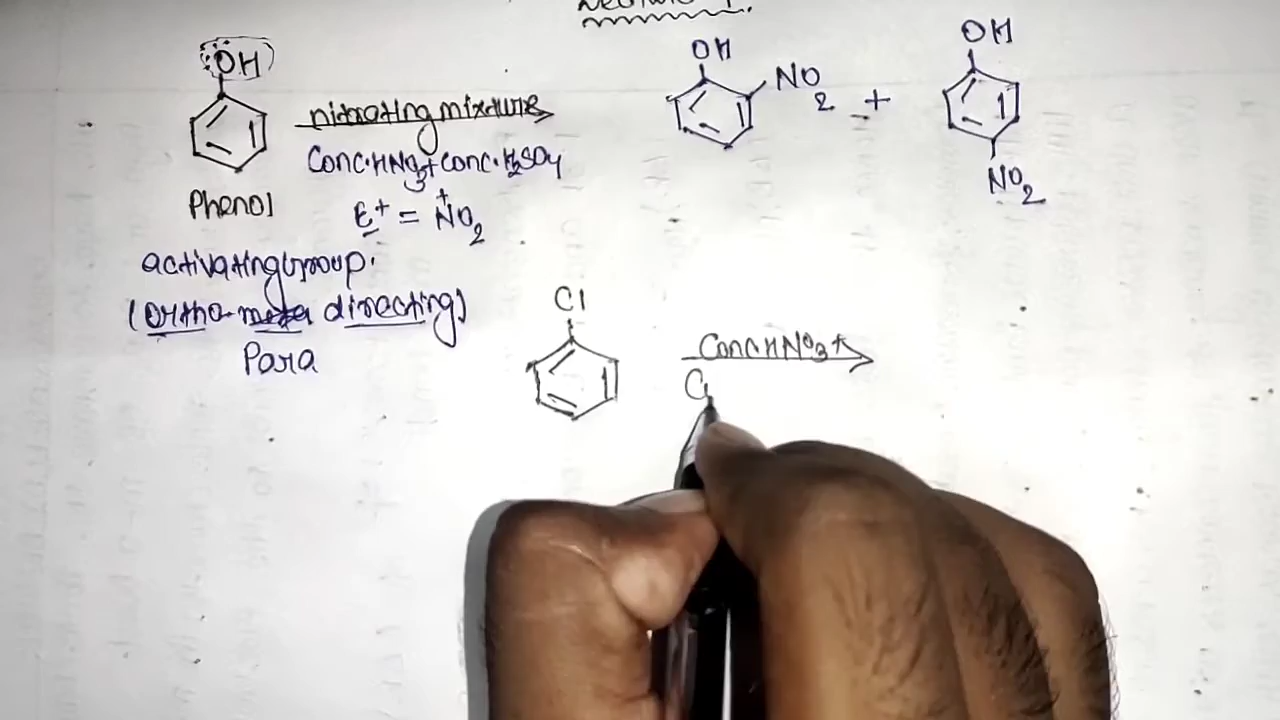 OH
nitrating mixture
Conc.HNO3+Conc.H2SO4
Phenol
E+ = N+O2
activating group.
(Ortho-meta directing)
Para
OH
NO2
+
OH
NO2
Cl
Conc HNO3+
C